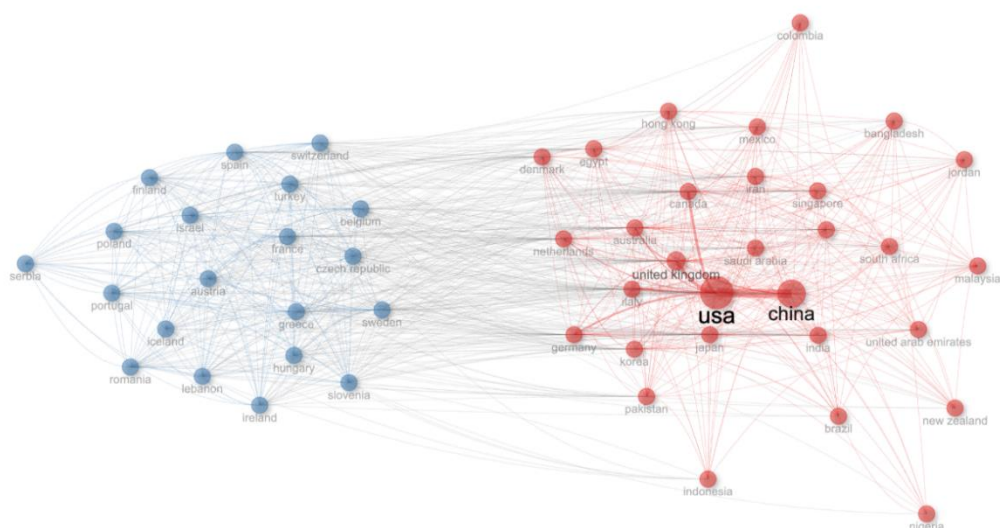 colombia
hong kong
mexico
bangladesh
switzerland
spain
egypt
denmark
jordan
finland
turkey
iran
canada
singapore
israel
belgium
poland
france
australia
netherlands
saudi arabia
south africa
czech republic
serbia
united kingdom
malaysia
austria
portugal
italy
usa
china
greece
sweden
iceland
germany
japan
india
united arab emirates
korea
hungary
romania
lebanon
slovenia
pakistan
ireland
brazil
new zealand
indonesia
nigeria